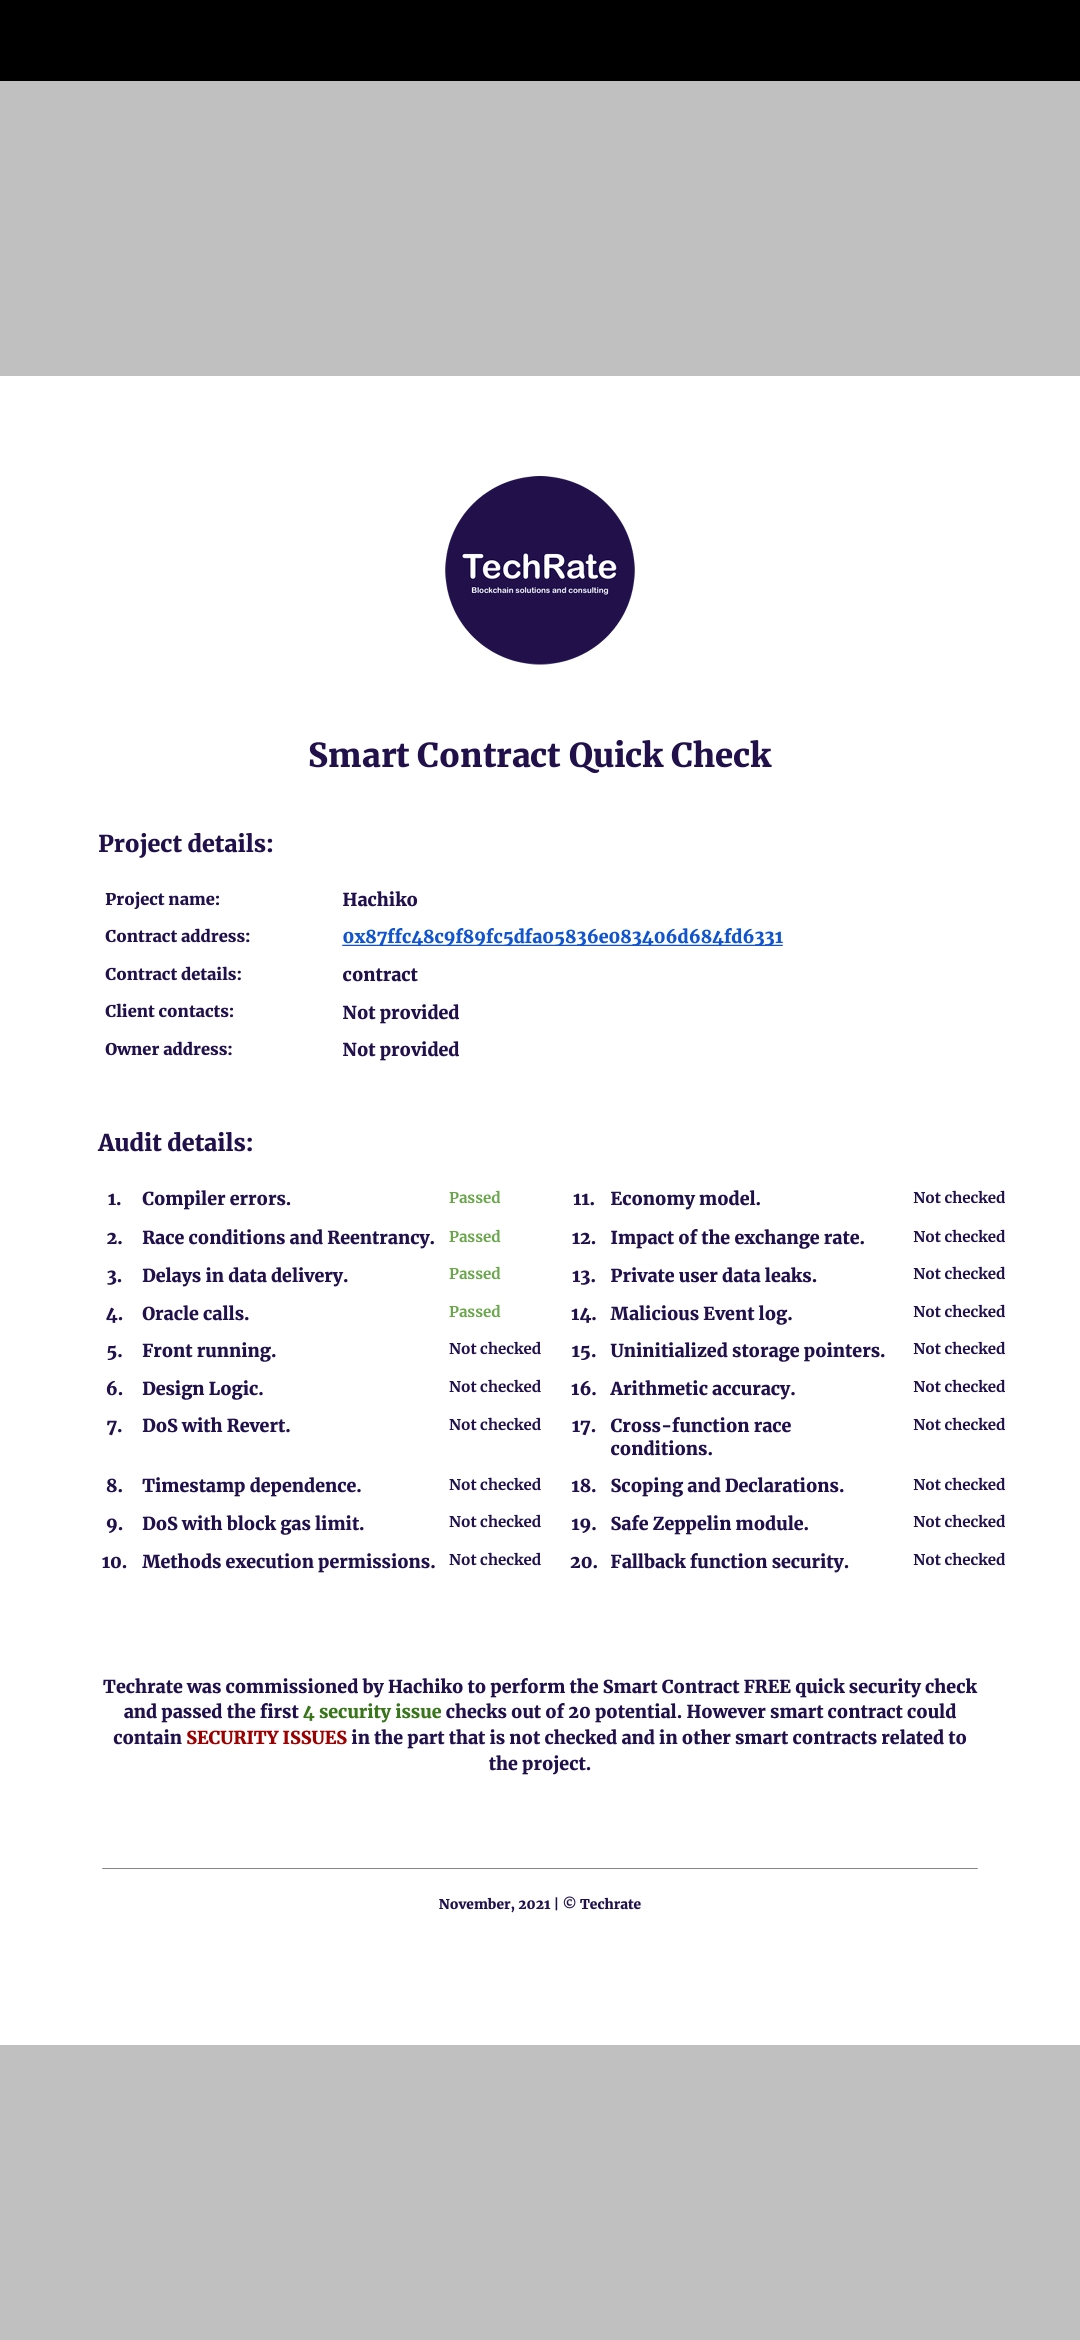 TechRate
Blockchain solutions and consulting
Smart Contract Quick Check
Project details:
Project name: Hachiko
Contract address: 0x87ffc48c9f89fc5dfa05836e083406d684fd6331
Contract details: contract
Client contacts: Not provided
Owner address: Not provided
Audit details:
1. Compiler errors. Passed 11. Economy model. Not checked
2. Race conditions and Reentrancy. Passed 12. Impact of the exchange rate. Not checked
3. Delays in data delivery. Passed 13. Private user data leaks. Not checked
4. Oracle calls. Passed 14. Malicious Event log. Not checked
5. Front running. Not checked 15. Uninitialized storage pointers. Not checked
6. Design Logic. Not checked 16. Arithmetic accuracy. Not checked
7. DoS with Revert. Not checked 17. Cross-function race Not checked
conditions.
8. Timestamp dependence. Not checked 18. Scoping and Declarations. Not checked
9. DoS with block gas limit. Not checked 19. Safe Zeppelin module. Not checked
10. Methods execution permissions. Not checked 20. Fallback function security. Not checked
Techrate was commissioned by Hachiko to perform the Smart Contract FREE quick security check
and passed the first 4 security issue checks out of 20 potential. However smart contract could
contain SECURITY ISSUES in the part that is not checked and in other smart contracts related to
the project.
November, 2021 | © Techrate